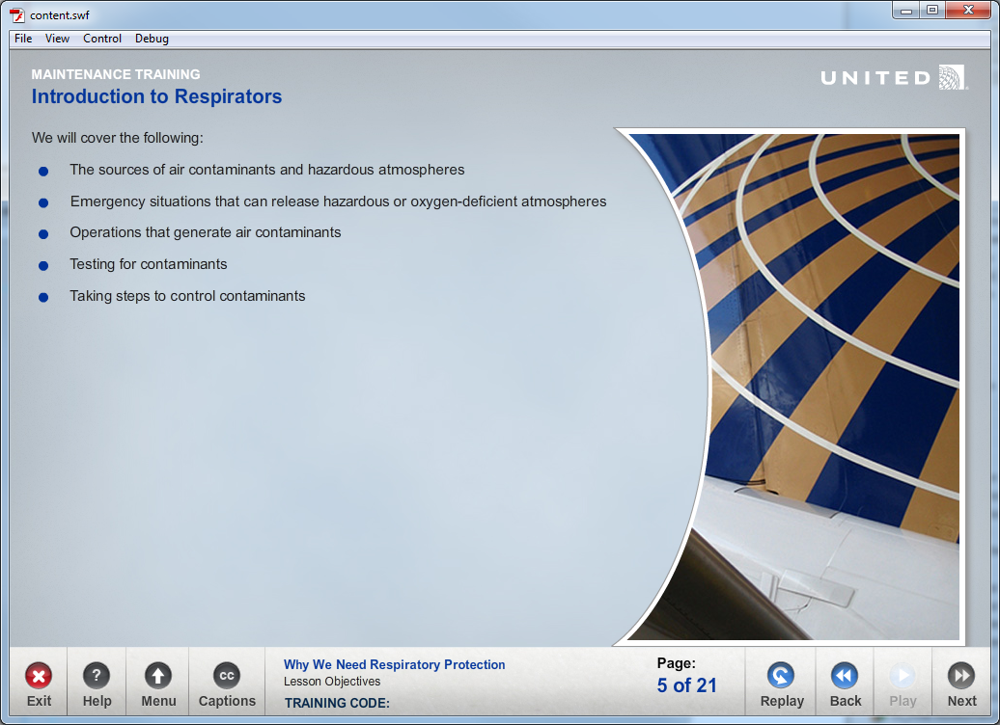 content.swf
File View Control Debug
MAINTENANCE TRAINING
UNITED
Introduction to Respirators
We will cover the following:
The sources of air contaminants and hazardous atmospheres
Emergency situations that can release hazardous or oxygen-deficient atmospheres
Operations that generate air contaminants
Testing for contaminants
Taking steps to control contaminants
Exit
? Help
Menu
CC Captions
Why We Need Respiratory Protection
Lesson Objectives
TRAINING CODE:
Page:
5 of 21
Replay
Back
Play
Next